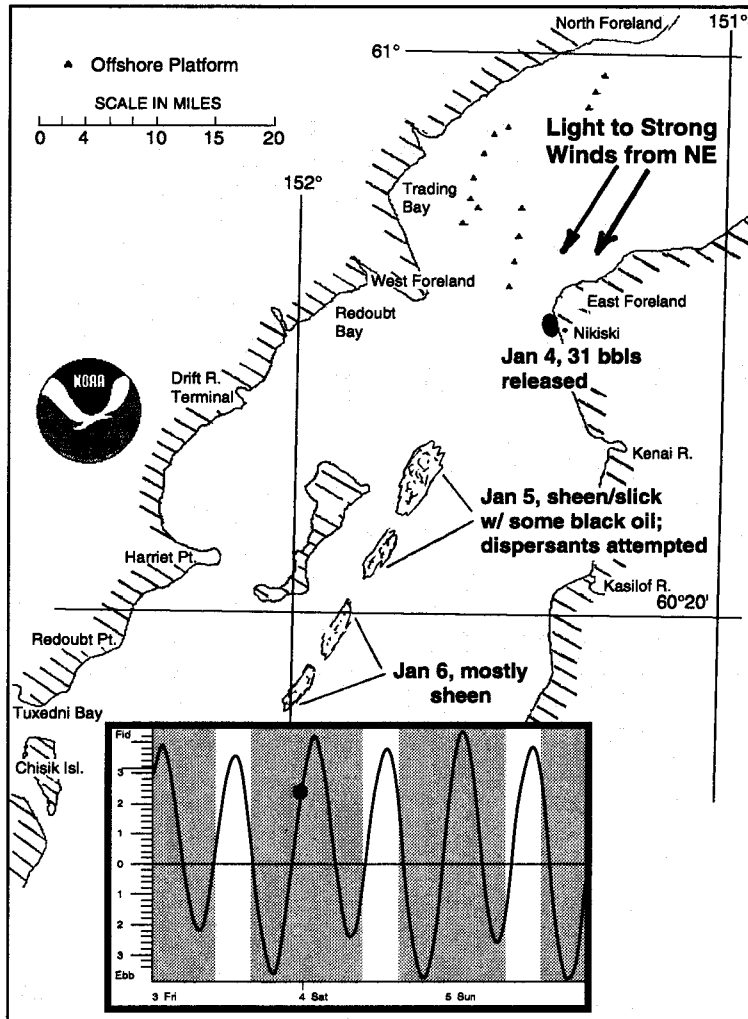 North Foreland
151°
61°
▲ Offshore Platform
SCALE IN MILES
0 4 8 10 15 20
Light to Strong
Winds from NE
152°
Trading
Bay
West Foreland
East Foreland
Redoubt
Bay
Nikiski
Jan 4, 31 bbls
released
NOAA
Drift R.
Terminal
Kenai R.
Jan 5, sheen/slick
w/ some black oil;
dispersants attempted
Harriet Pt.
Kasilof R.
60°20'
Redoubt Pt.
Jan 6, mostly
sheen
Tuxedni Bay
Chisik Isl.
Fld
3
2
1
0
1
2
3
Ebb
3 Fri 4 Sat 5 Sun